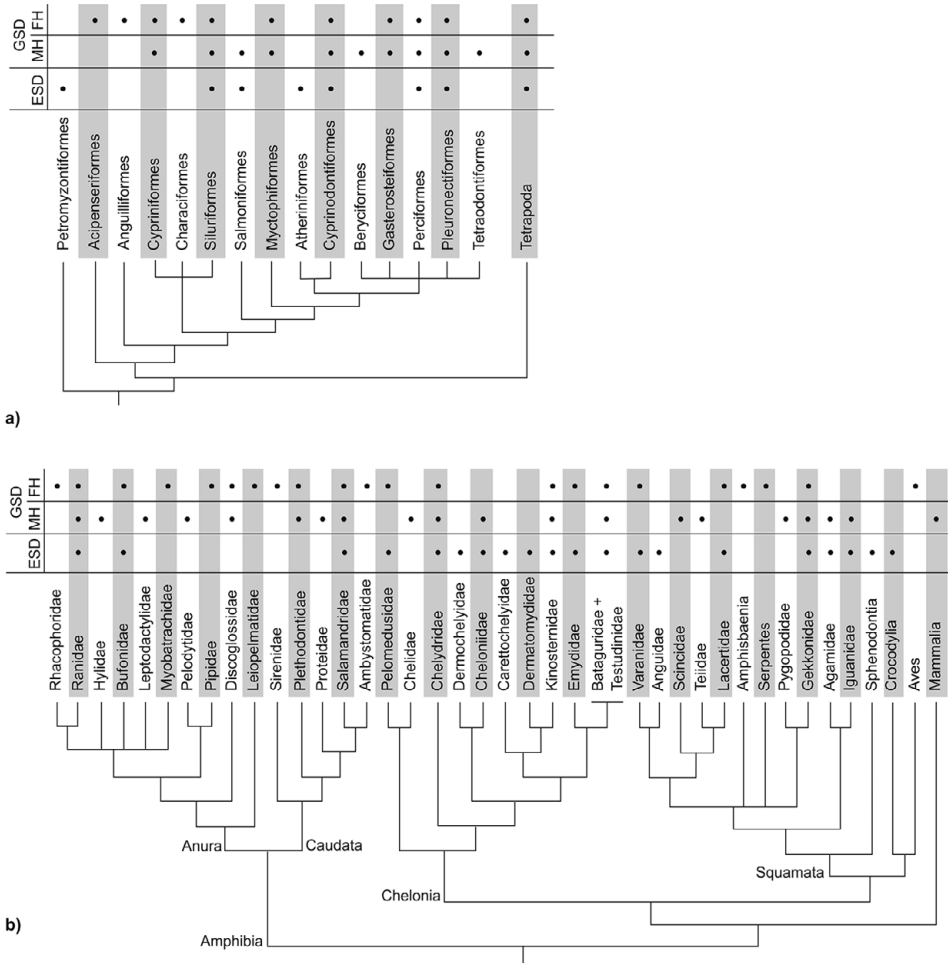 GSD
FH
MH
ESD
Petromyzontiformes
Acipenseriformes
Anguilliformes
Cypriniformes
Characiformes
Siluriformes
Salmoniformes
Myctophiformes
Atheriniformes
Cyprinodontiformes
Beryciformes
Gasterosteiformes
Perciformes
Pleuronectiformes
Tetraodontiformes
Tetrapoda
a)
GSD
FH
MH
ESD
Rhacophoridae
Ranidae
Hylidae
Bufonidae
Leptodactylidae
Myobatrachidae
Pelodytidae
Pipidae
Discoglossidae
Leiopelmatidae
Sirenidae
Plethodontidae
Proteidae
Salamandridae
Ambystomatidae
Pelomedusidae
Chelidae
Chelydridae
Dermochelyidae
Cheloniidae
Carettochelyidae
Dermatomydidae
Kinosternidae
Emydidae
Bataguridae +
Testudinidae
Varanidae
Anguidae
Scincidae
Teiidae
Lacertidae
Amphisbaenia
Serpentes
Pygopodidae
Gekkonidae
Agamidae
Iguanidae
Sphenodontia
Crocodylia
Aves
Mammalia
Anura
Caudata
Squamata
Chelonia
b)
Amphibia